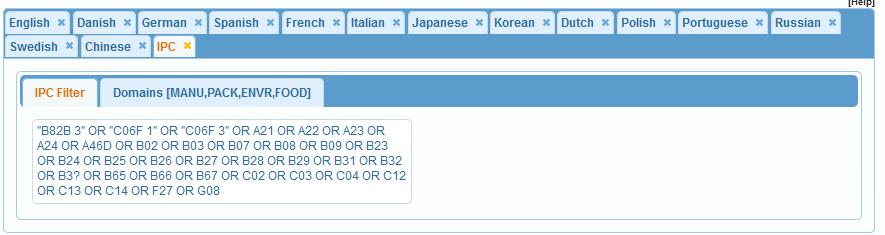 [Help]
English × Danish × German × Spanish × French × Italian × Japanese × Korean × Dutch × Polish × Portuguese × Russian ×
Swedish × Chinese × IPC ×
IPC Filter Domains [MANU,PACK,ENVR,FOOD]
"B82B 3" OR "C06F 1" OR "C06F 3" OR A21 OR A22 OR A23 OR
A24 OR A46D OR B02 OR B03 OR B07 OR B08 OR B09 OR B23
OR B24 OR B25 OR B26 OR B27 OR B28 OR B29 OR B31 OR B32
OR B3? OR B65 OR B66 OR B67 OR C02 OR C03 OR C04 OR C12
OR C13 OR C14 OR F27 OR G08